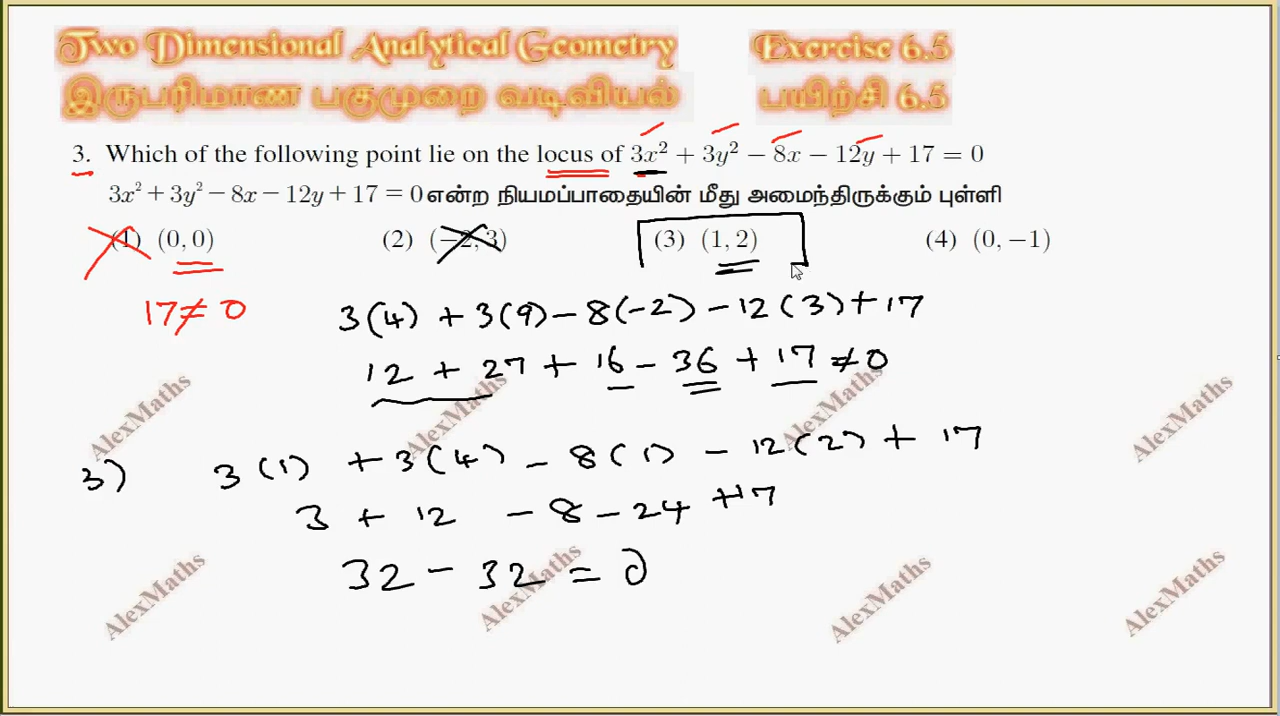 Two Dimensional Analytical Geometry Exercise 6.5
இருபரிமாண பகுமுறை வடிவியல் பயிற்சி 6.5
3. Which of the following point lie on the locus of 3x² + 3y² − 8x − 12y + 17 = 0
3x² + 3y² − 8x − 12y + 17 = 0 என்ற நியமப்பாதையின் மீது அமைந்திருக்கும் புள்ளி
(1) (0, 0) (2) (−2, 3) (3) (1, 2) (4) (0, −1)
17 ≠ 0 3(4) + 3(9) − 8(−2) − 12(3) + 17
12 + 27 + 16 − 36 + 17 ≠ 0
AlexMaths AlexMaths AlexMaths AlexMaths
3) 3(1) + 3(4) − 8(1) − 12(2) + 17
3 + 12 − 8 − 24 + 17
32 − 32 = 0
AlexMaths AlexMaths AlexMaths AlexMaths